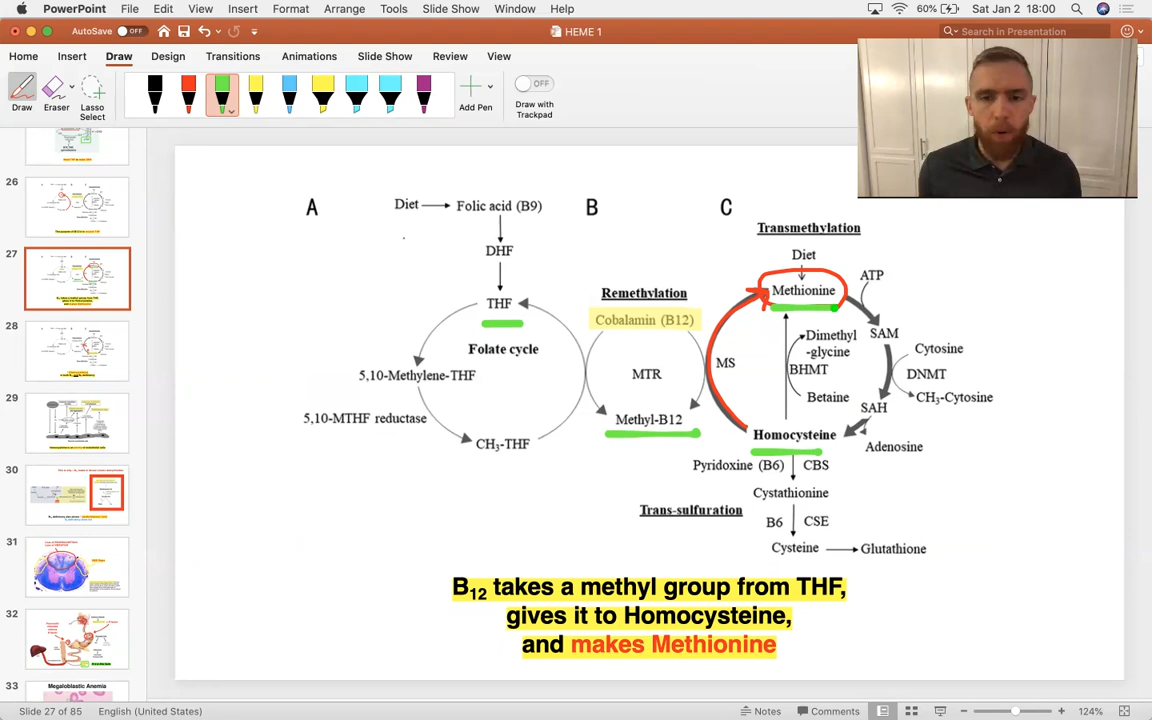 PowerPoint File Edit View Insert Format Arrange Tools Slide Show Window Help 60% Sat Jan 2 18:00
AutoSave OFF HEME 1 Search in Presentation
Home Insert Draw Design Transitions Animations Slide Show Review View
OFF
Draw Eraser Lasso Select Add Pen Draw with Trackpad
26
27
28
29
30
31
32
33
Megaloblastic Anemia
A
B
C
Diet Folic acid (B9)
DHF
THF
Folate cycle
5,10-Methylene-THF
5,10-MTHF reductase
CH3-THF
Remethylation
Cobalamin (B12)
MTR
Methyl-B12
Transmethylation
Diet
Methionine
ATP
SAM
MS
Dimethyl
-glycine
BHMT
Betaine
Cytosine
DNMT
CH3-Cytosine
SAH
Homocysteine
Adenosine
Pyridoxine (B6) CBS
Cystathionine
Trans-sulfuration
B6 CSE
Cysteine Glutathione
B12 takes a methyl group from THF,
gives it to Homocysteine,
and makes Methionine
Slide 27 of 85 English (United States) Notes Comments 124%